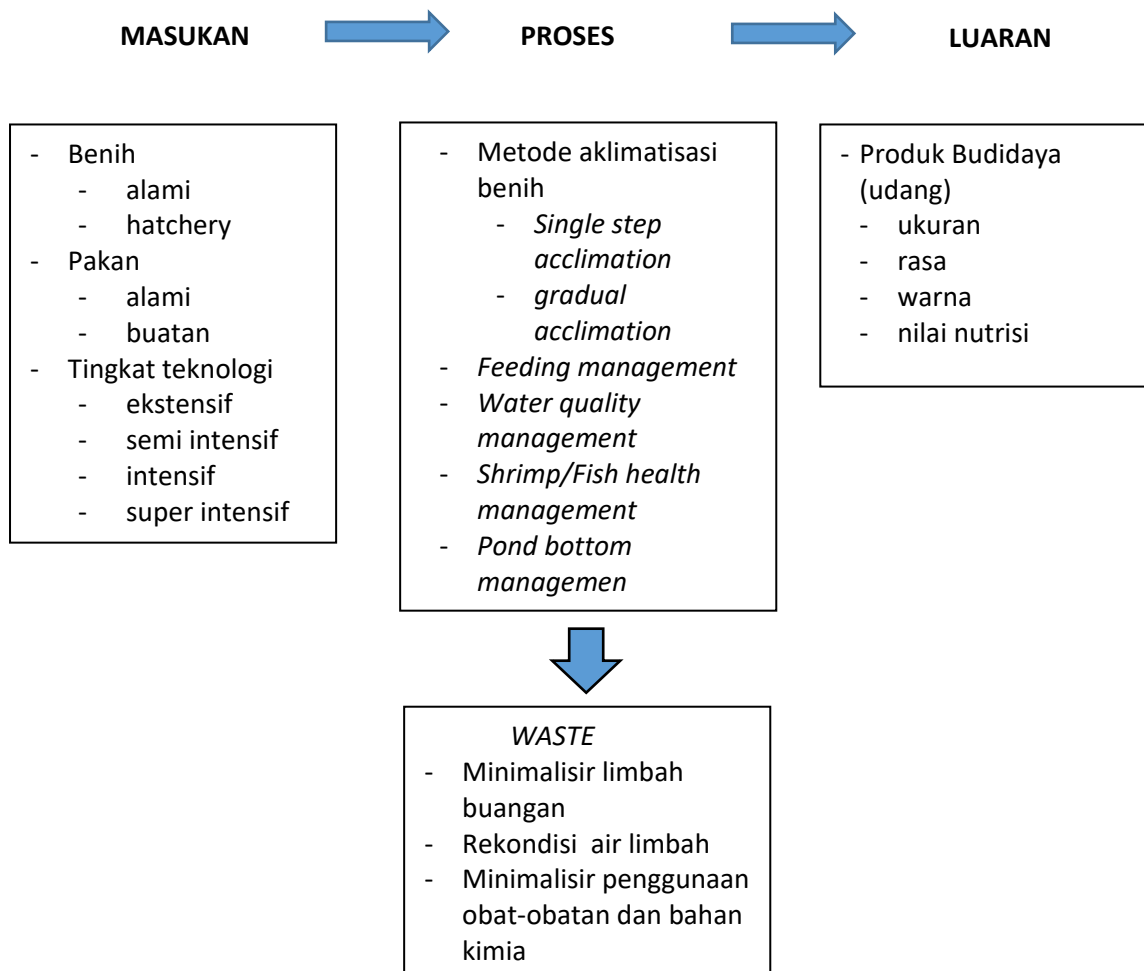 MASUKAN
PROSES
LUARAN
- Benih
- alami
- hatchery
- Pakan
- alami
- buatan
- Tingkat teknologi
- ekstensif
- semi intensif
- intensif
- super intensif
- Metode aklimatisasi
benih
- Single step
acclimation
- gradual
acclimation
- Feeding management
- Water quality
management
- Shrimp/Fish health
management
- Pond bottom
managemen
- Produk Budidaya
(udang)
- ukuran
- rasa
- warna
- nilai nutrisi
WASTE
- Minimalisir limbah
buangan
- Rekondisi air limbah
- Minimalisir penggunaan
obat-obatan dan bahan
kimia